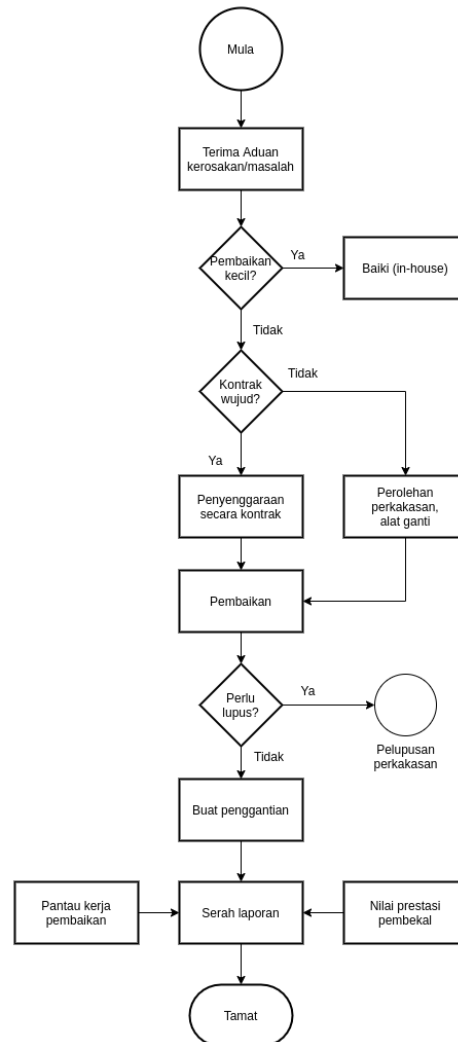 Mula
Terima Aduan
kerosakan/masalah
Pembaikan
kecil?
Ya
Baiki (in-house)
Tidak
Kontrak
wujud?
Tidak
Ya
Penyenggaraan
secara kontrak
Perolehan
perkakasan,
alat ganti
Pembaikan
Perlu
lupus?
Ya
Pelupusan
perkakasan
Tidak
Buat penggantian
Pantau kerja
pembaikan
Serah laporan
Nilai prestasi
pembekal
Tamat